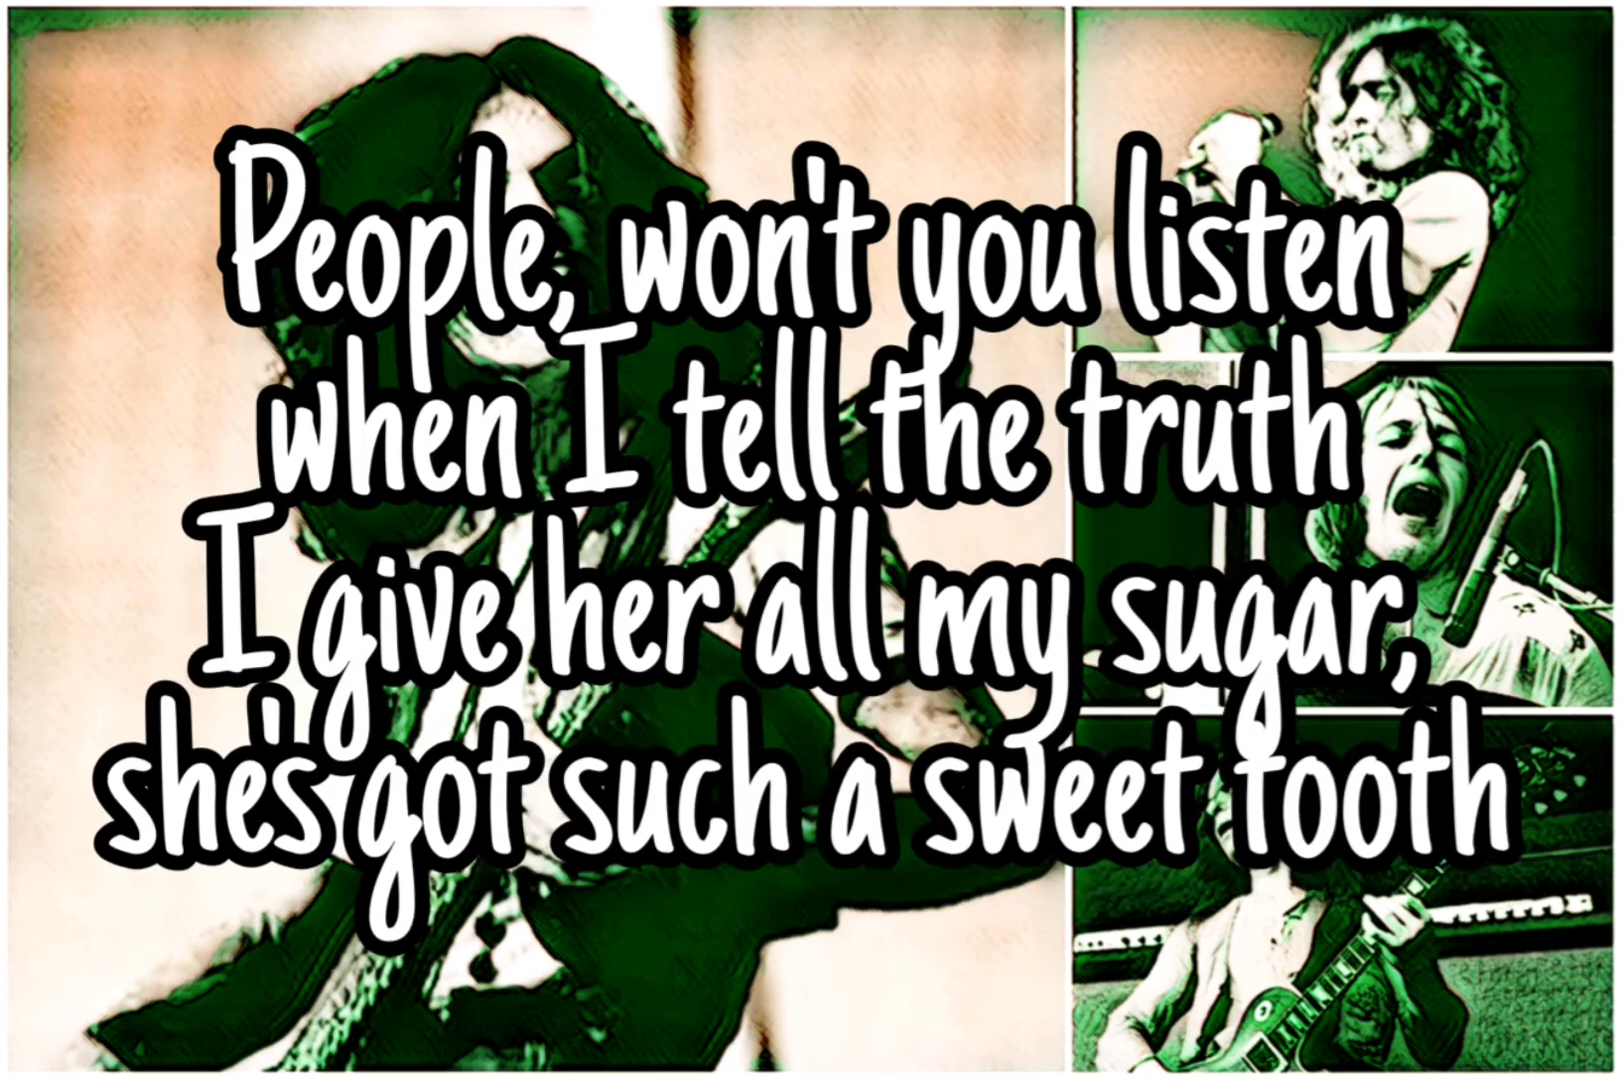 People, won't you listen
when I tell the truth
I give her all my sugar,
she's got such a sweet tooth